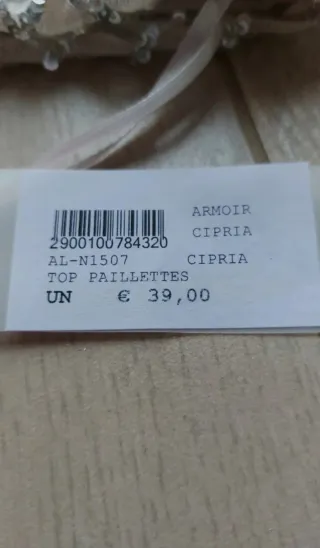 ARMOIR
CIPRIA
2900100784320
AL-N1507 CIPRIA
TOP PAILLETTES
UN € 39,00